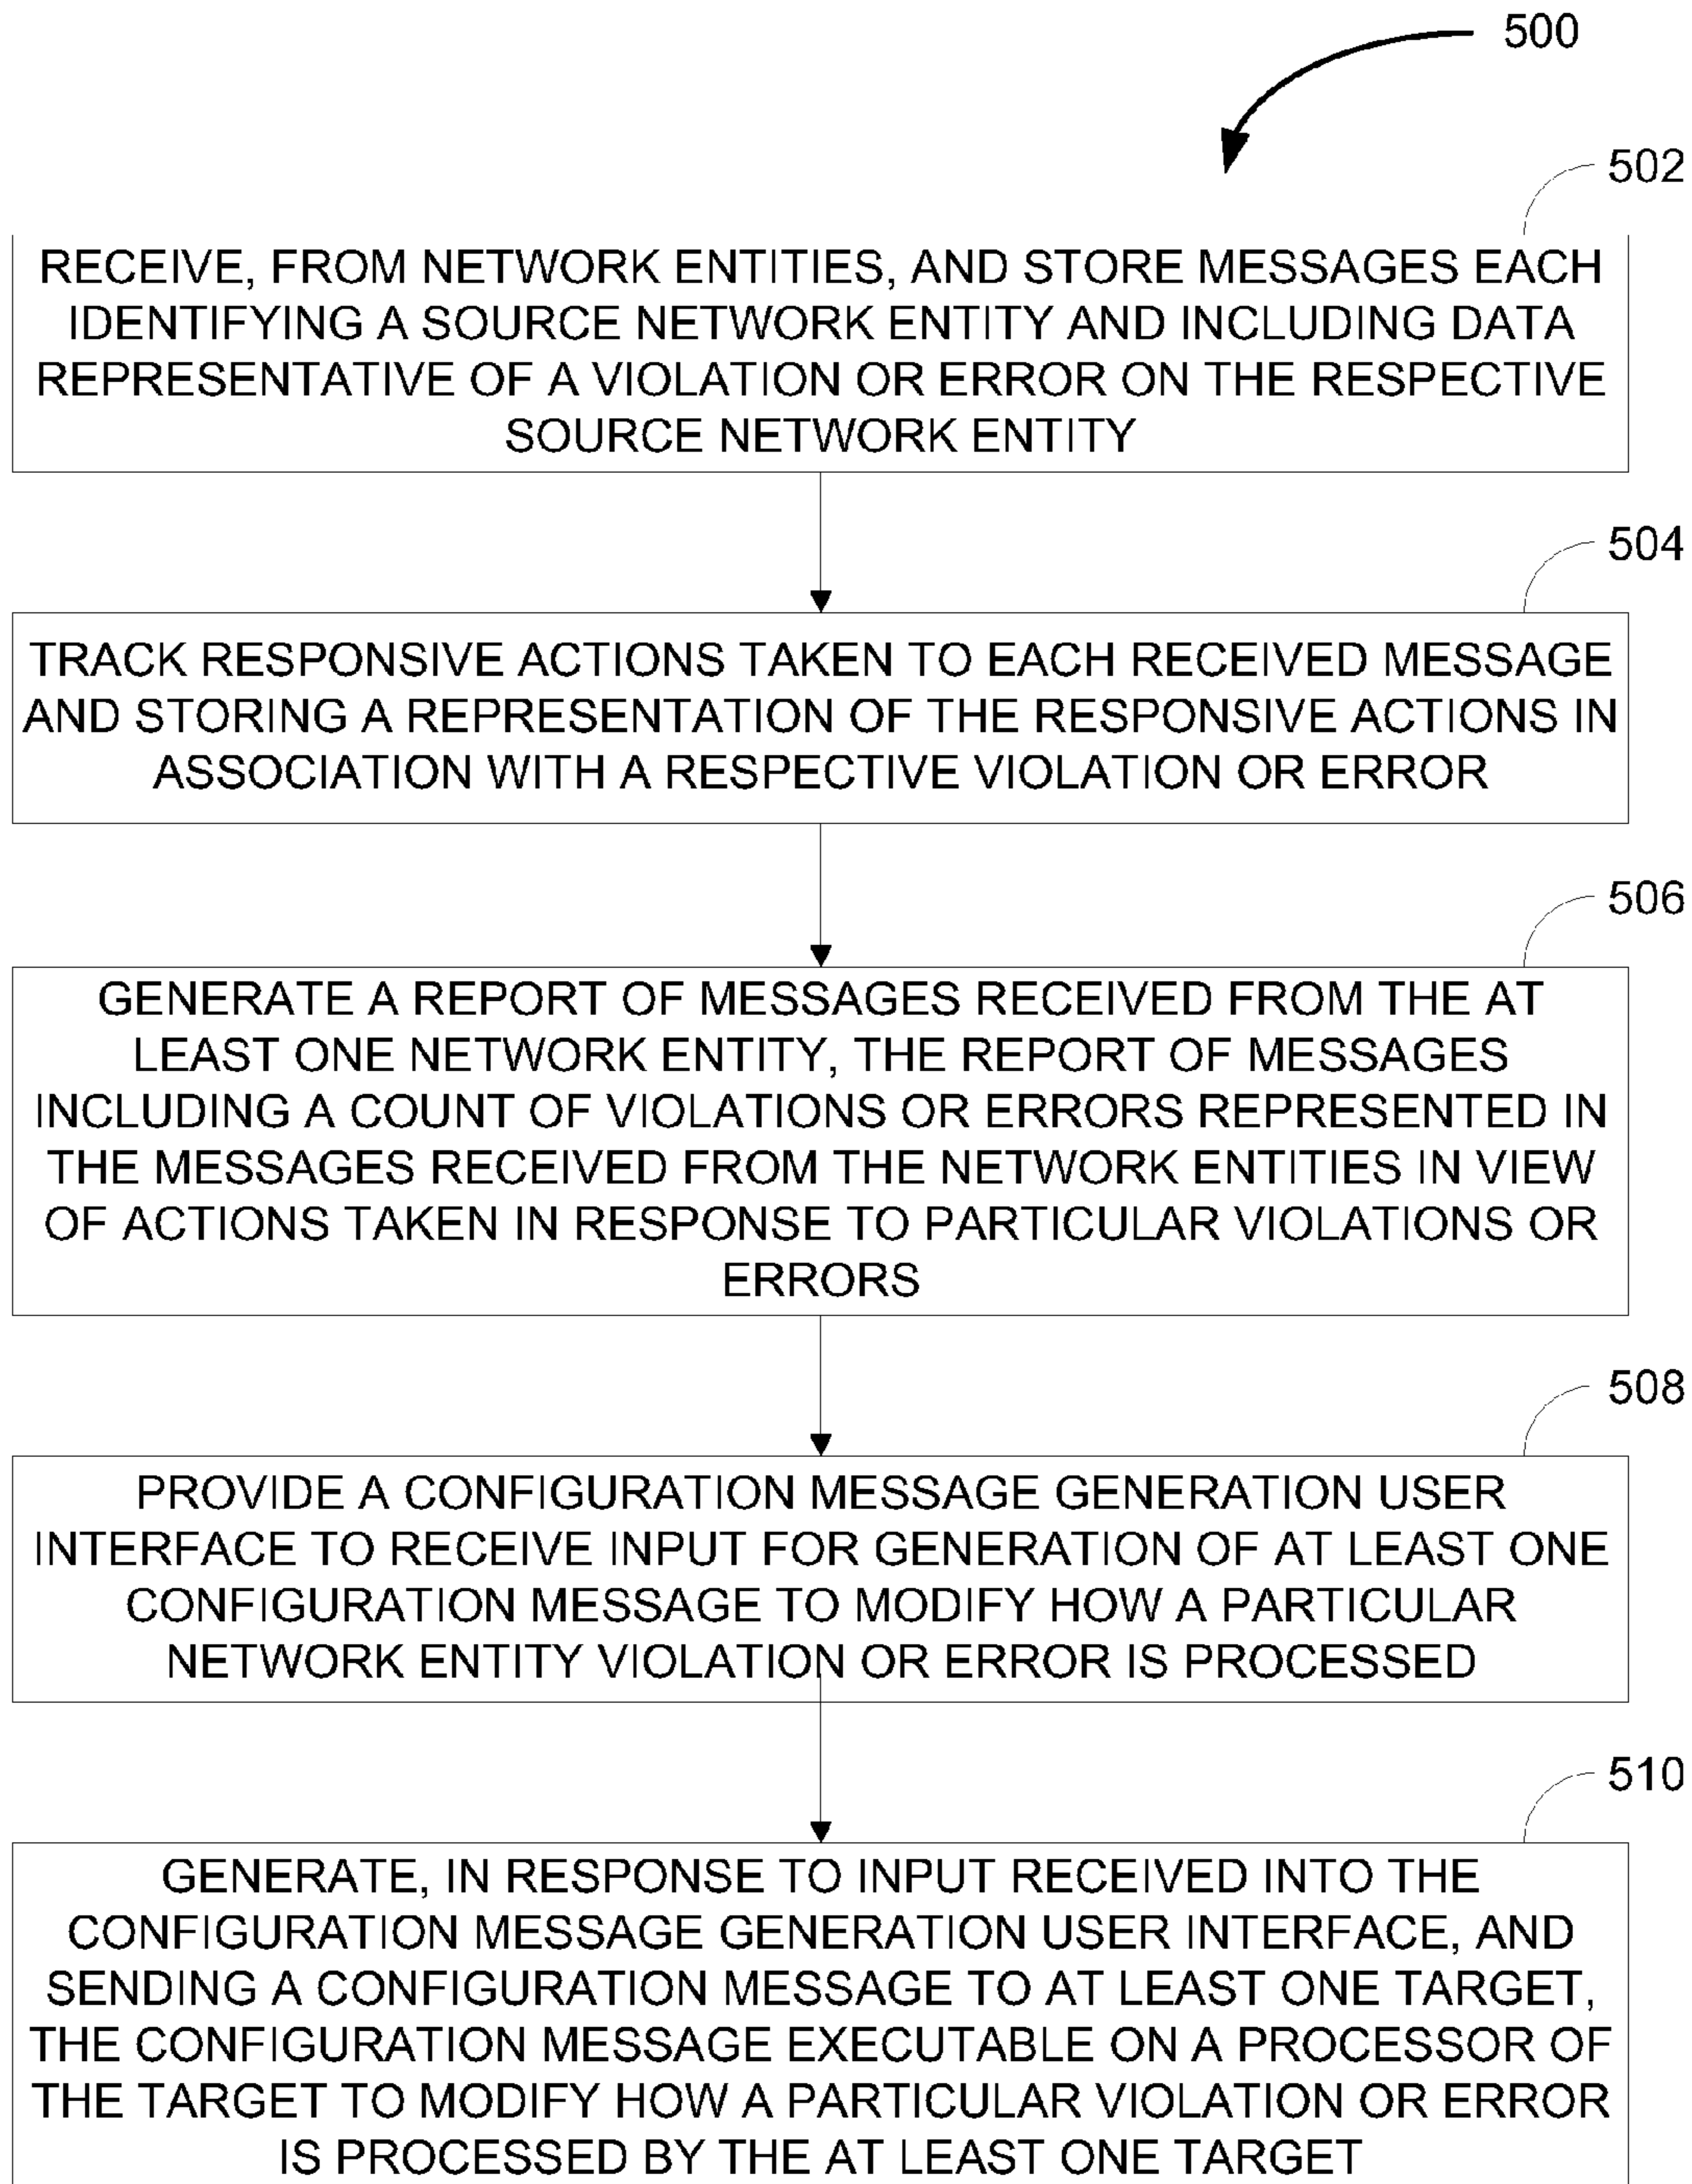 500
502
RECEIVE, FROM NETWORK ENTITIES, AND STORE MESSAGES EACH
IDENTIFYING A SOURCE NETWORK ENTITY AND INCLUDING DATA
REPRESENTATIVE OF A VIOLATION OR ERROR ON THE RESPECTIVE
SOURCE NETWORK ENTITY
504
TRACK RESPONSIVE ACTIONS TAKEN TO EACH RECEIVED MESSAGE
AND STORING A REPRESENTATION OF THE RESPONSIVE ACTIONS IN
ASSOCIATION WITH A RESPECTIVE VIOLATION OR ERROR
506
GENERATE A REPORT OF MESSAGES RECEIVED FROM THE AT
LEAST ONE NETWORK ENTITY, THE REPORT OF MESSAGES
INCLUDING A COUNT OF VIOLATIONS OR ERRORS REPRESENTED IN
THE MESSAGES RECEIVED FROM THE NETWORK ENTITIES IN VIEW
OF ACTIONS TAKEN IN RESPONSE TO PARTICULAR VIOLATIONS OR
ERRORS
508
PROVIDE A CONFIGURATION MESSAGE GENERATION USER
INTERFACE TO RECEIVE INPUT FOR GENERATION OF AT LEAST ONE
CONFIGURATION MESSAGE TO MODIFY HOW A PARTICULAR
NETWORK ENTITY VIOLATION OR ERROR IS PROCESSED
510
GENERATE, IN RESPONSE TO INPUT RECEIVED INTO THE
CONFIGURATION MESSAGE GENERATION USER INTERFACE, AND
SENDING A CONFIGURATION MESSAGE TO AT LEAST ONE TARGET,
THE CONFIGURATION MESSAGE EXECUTABLE ON A PROCESSOR OF
THE TARGET TO MODIFY HOW A PARTICULAR VIOLATION OR ERROR
IS PROCESSED BY THE AT LEAST ONE TARGET